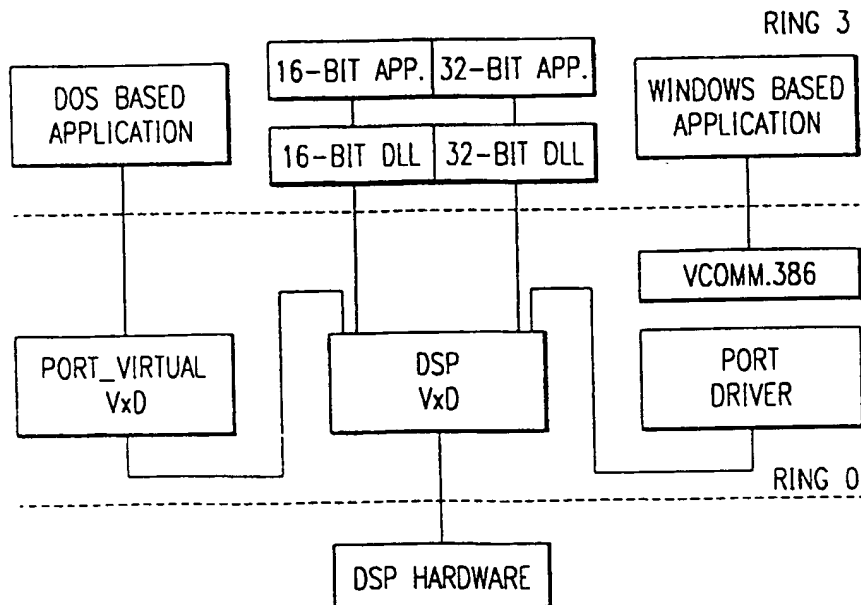 RING 3
DOS BASED
APPLICATION
16-BIT APP.
32-BIT APP.
16-BIT DLL
32-BIT DLL
WINDOWS BASED
APPLICATION
VCOMM.386
PORT_VIRTUAL
VxD
DSP
VxD
PORT
DRIVER
RING 0
DSP HARDWARE